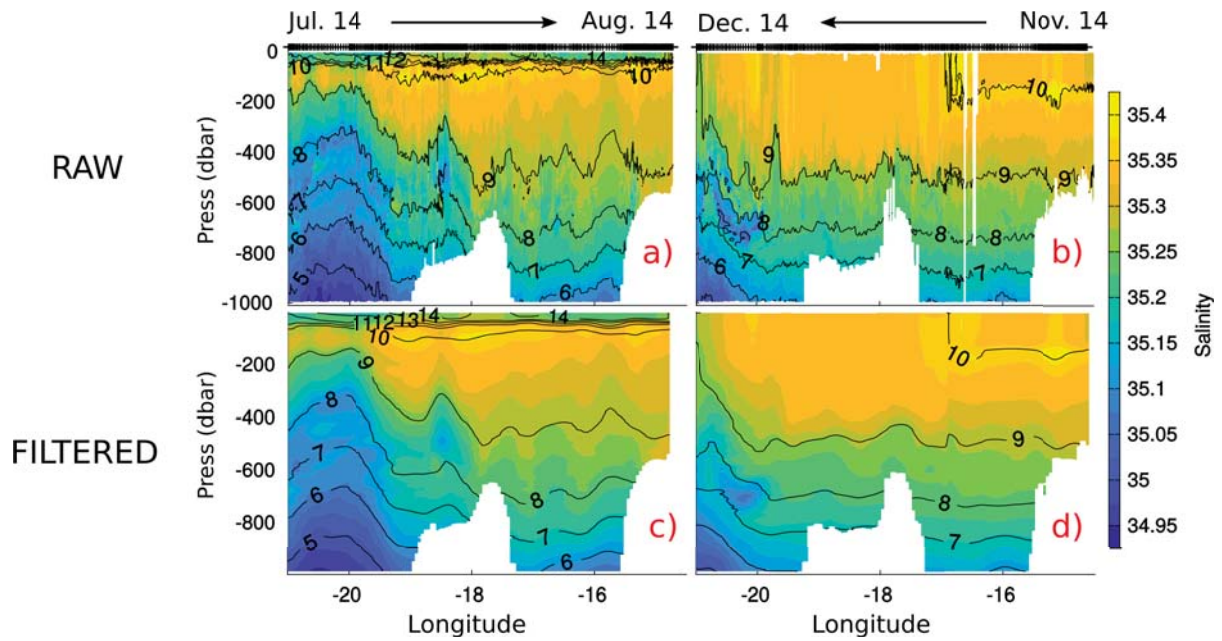 Jul. 14 Aug. 14 Dec. 14 Nov. 14
RAW
Press (dbar)
0
-200
-400
-600
-800
-1000
10 11 12 14 10
8 9
7 8
6 7
5 6
a)
10
9 9 9
8 8 8
7 7
b)
35.4
35.35
35.3
35.25
35.2
35.15
35.1
35.05
35
34.95
Salinity
FILTERED
Press (dbar)
-200
-400
-600
-800
11 12 13 14 14
10
9
8
7 8
6 7
5 6
c)
10
9
8
7
d)
-20 -18 -16 -20 -18 -16
Longitude Longitude